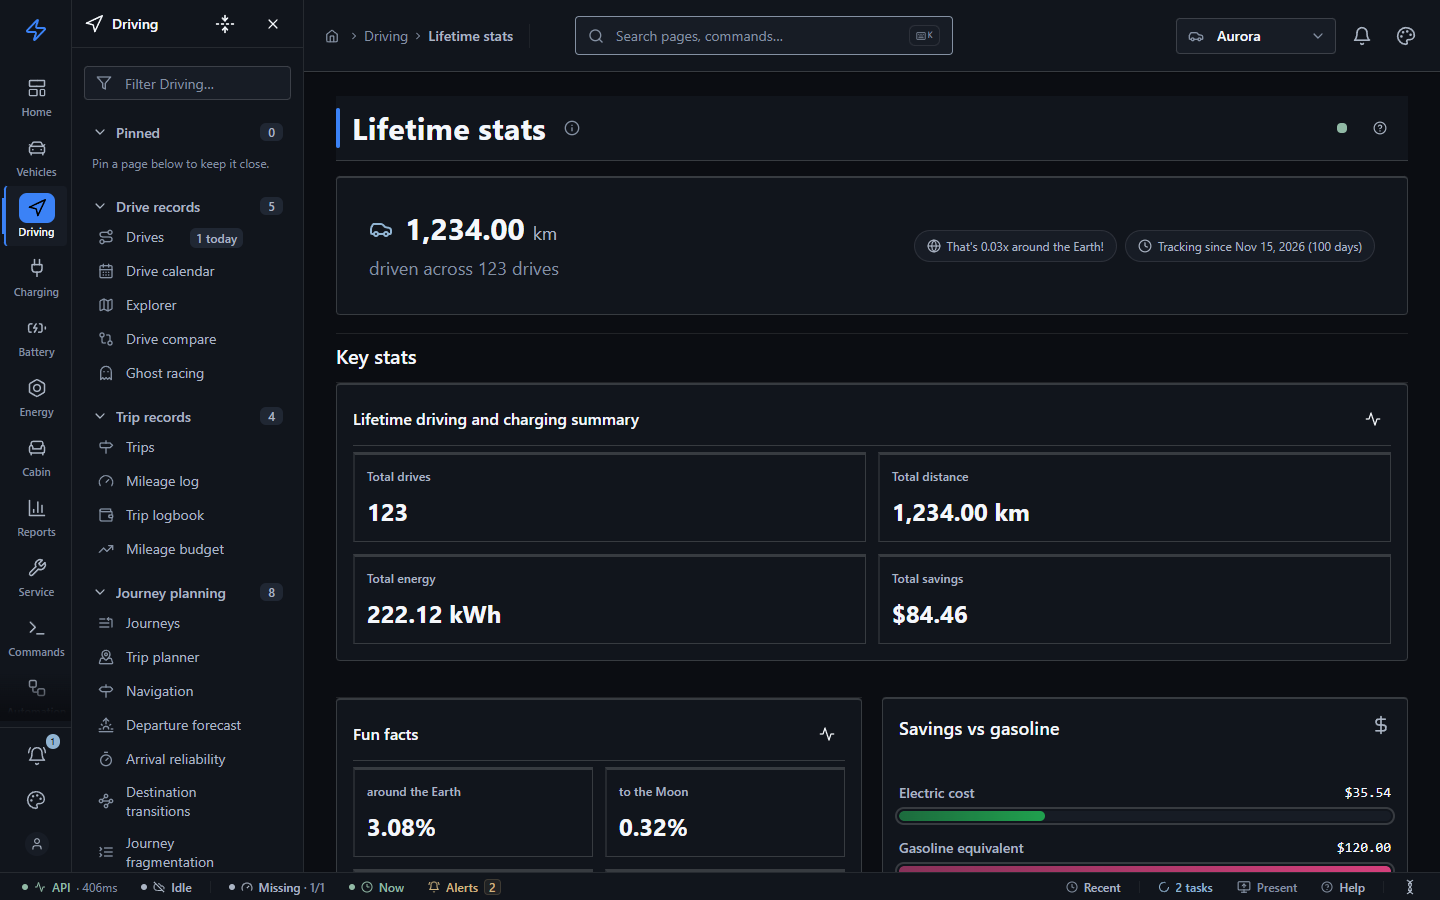 Driving
Driving
Lifetime stats
Search pages, commands...
K
Aurora
Home
Vehicles
Driving
Charging
Battery
Energy
Cabin
Reports
Service
Commands
1
Filter Driving...
Pinned
0
Pin a page below to keep it close.
Drive records
5
Drives
1 today
Drive calendar
Explorer
Drive compare
Ghost racing
Trip records
4
Trips
Mileage log
Trip logbook
Mileage budget
Journey planning
8
Journeys
Trip planner
Navigation
Departure forecast
Arrival reliability
Destination
transitions
Journey
fragmentation
Lifetime stats
1,234.00 km
driven across 123 drives
That's 0.03x around the Earth!
Tracking since Nov 15, 2026 (100 days)
Key stats
Lifetime driving and charging summary
Total drives
123
Total distance
1,234.00 km
Total energy
222.12 kWh
Total savings
$84.46
Fun facts
around the Earth
3.08%
to the Moon
0.32%
Savings vs gasoline
Electric cost
$35.54
Gasoline equivalent
$120.00
API · 406ms
Idle
Missing · 1/1
Now
Alerts 2
Recent
2 tasks
Present
Help